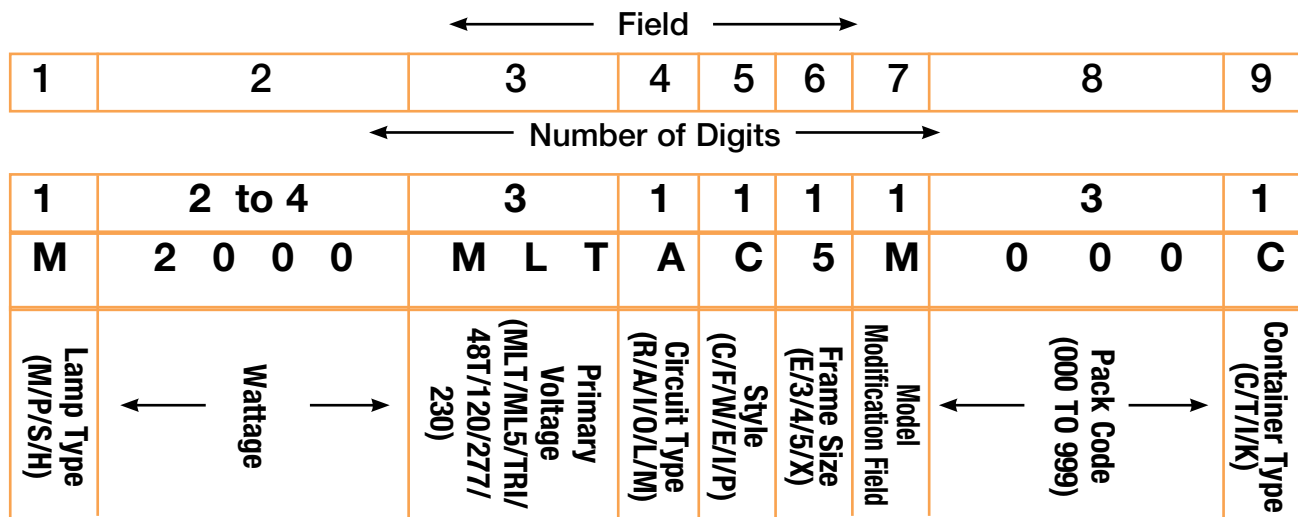 Field
1 2 3 4 5 6 7 8 9
Number of Digits
1 2 to 4 3 1 1 1 1 3 1
M 2 0 0 0 M L T A C 5 M 0 0 0 C
Lamp Type
(M/P/S/H)
Wattage
Primary
Voltage
(MLT/ML5/TRI/
48T/120/277/
230)
Circuit Type
(R/A/I/O/L/M)
Style
(C/F/W/E/I/P)
Frame Size
(E/3/4/5/X)
Model
Modification Field
Pack Code
(000 TO 999)
Container Type
(C/T/I/K)